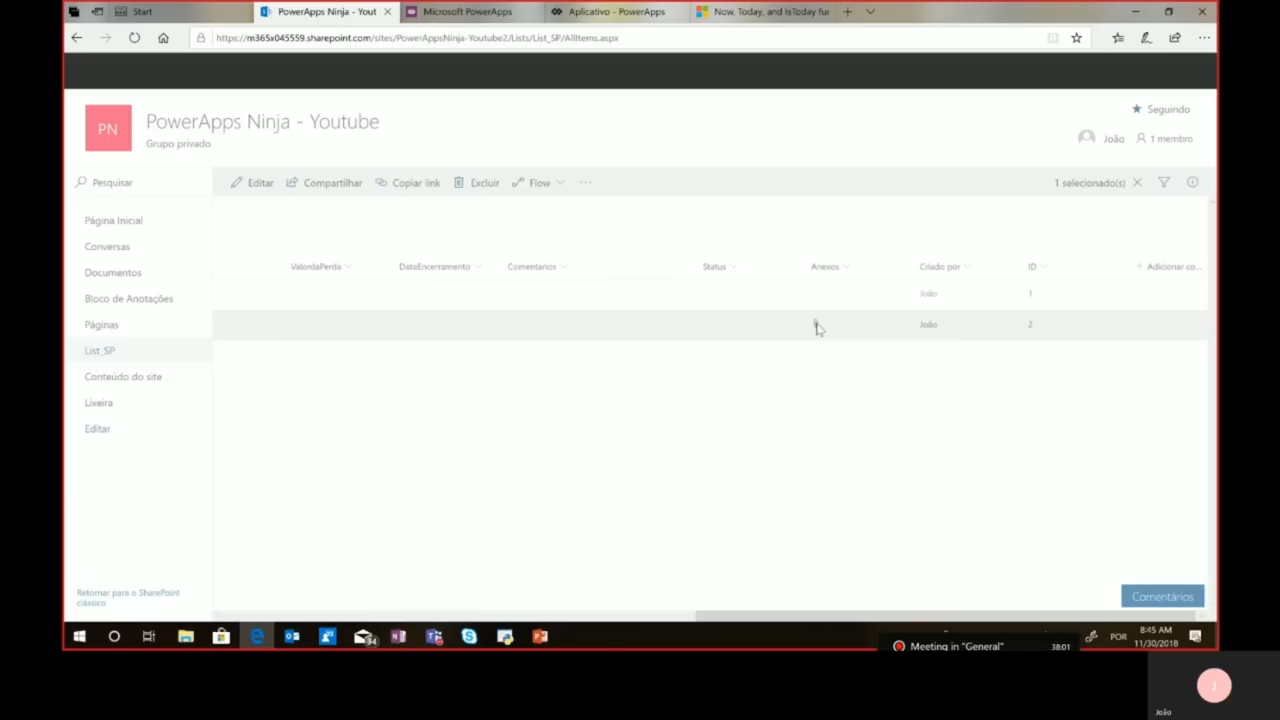 Start
PowerApps Ninja - Yout
Microsoft PowerApps
Aplicativo - PowerApps
Now, Today, and IsToday fur
https://m365x045559.sharepoint.com/sites/PowerAppsNinja-Youtube2/Lists/List_SP/AllItems.aspx
PN
PowerApps Ninja - Youtube
Grupo privado
Seguindo
João
1 membro
Pesquisar
Editar
Compartilhar
Copiar link
Excluir
Flow
1 selecionado(s)
Página Inicial
Conversas
Documentos
Bloco de Anotações
Páginas
List_SP
Conteúdo do site
Lixeira
Editar
ValordaPerda
DataEncerramento
Comentarios
Status
Anexos
Criado por
ID
+ Adicionar co...
João
1
João
2
Retornar para o SharePoint
clássico
Comentários
34
POR
8:45 AM
11/30/2018
Meeting in "General"
38:01
J
João